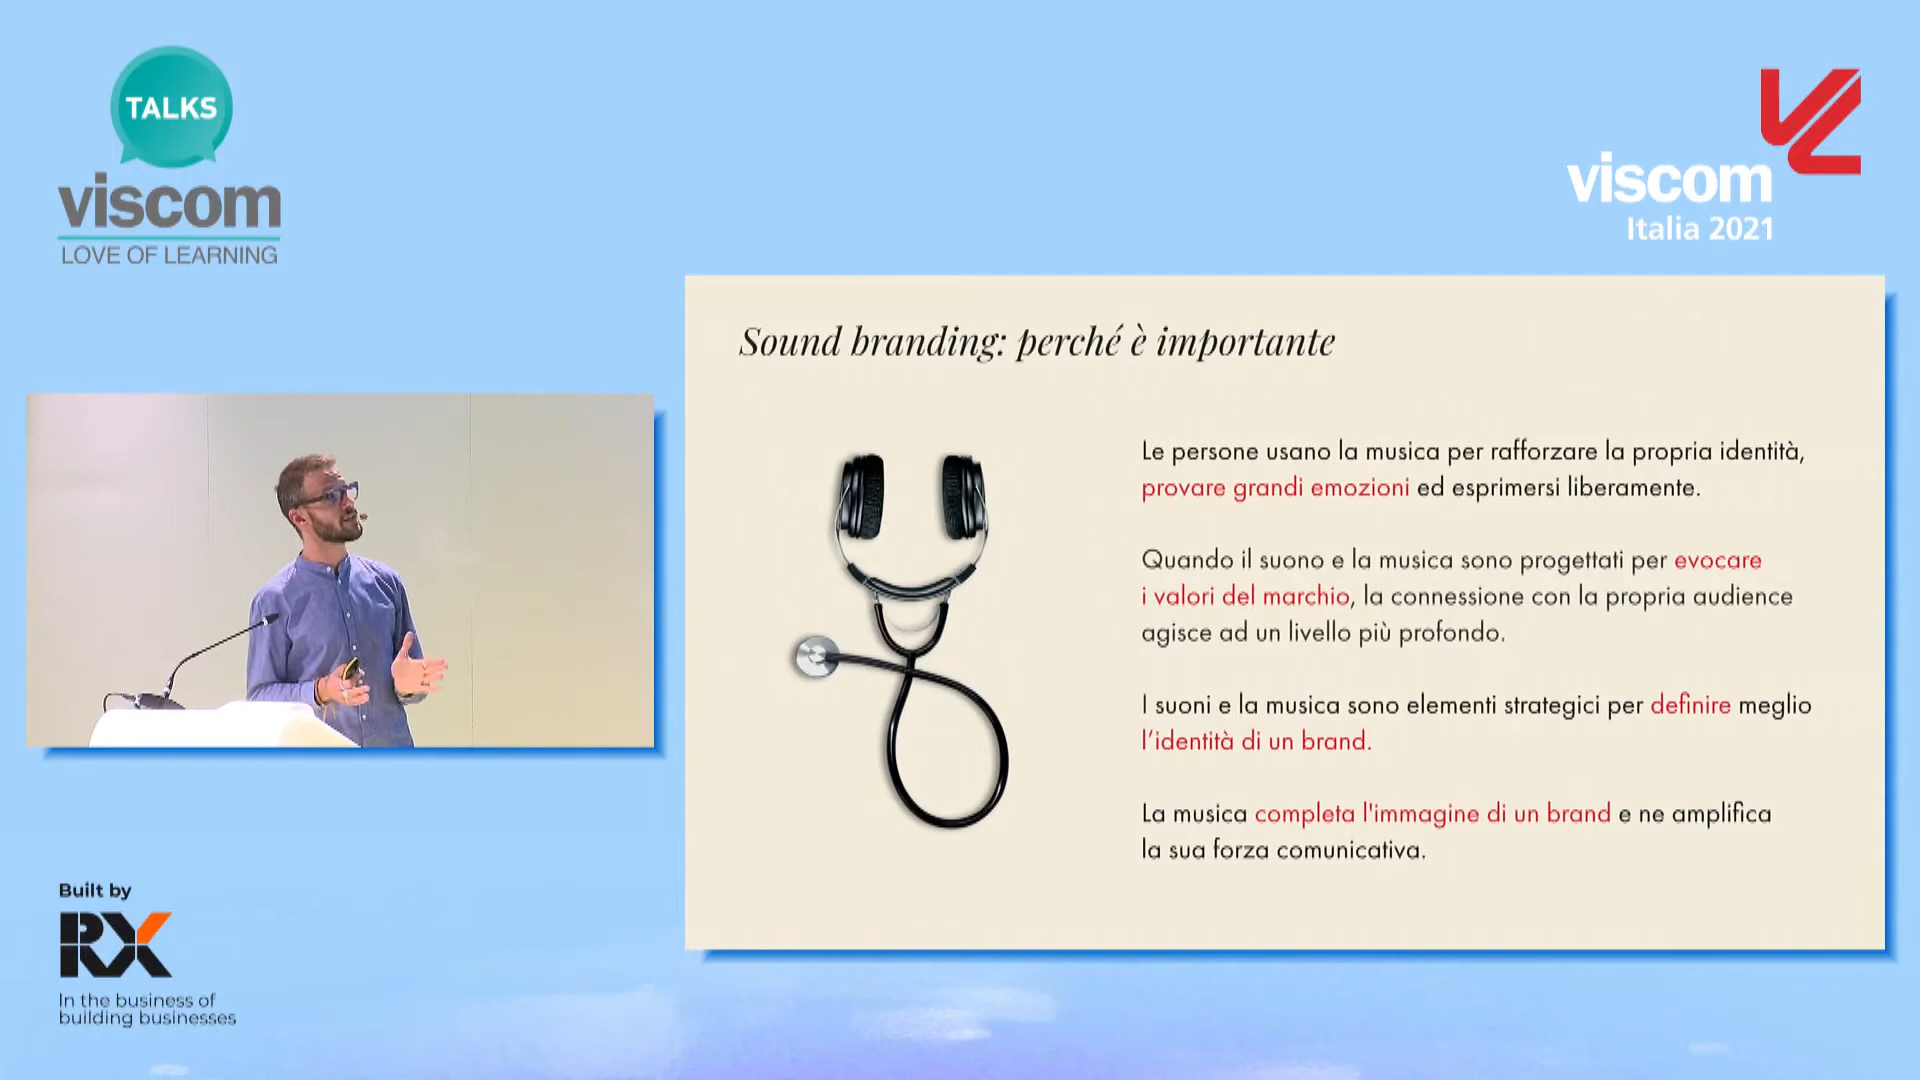 TALKS
viscom
LOVE OF LEARNING
viscom
Italia 2021
Sound branding: perché è importante
Le persone usano la musica per rafforzare la propria identità,
provare grandi emozioni ed esprimersi liberamente.
Quando il suono e la musica sono progettati per evocare
i valori del marchio, la connessione con la propria audience
agisce ad un livello più profondo.
I suoni e la musica sono elementi strategici per definire meglio
l’identità di un brand.
La musica completa l'immagine di un brand e ne amplifica
la sua forza comunicativa.
Built by
RX
In the business of
building businesses